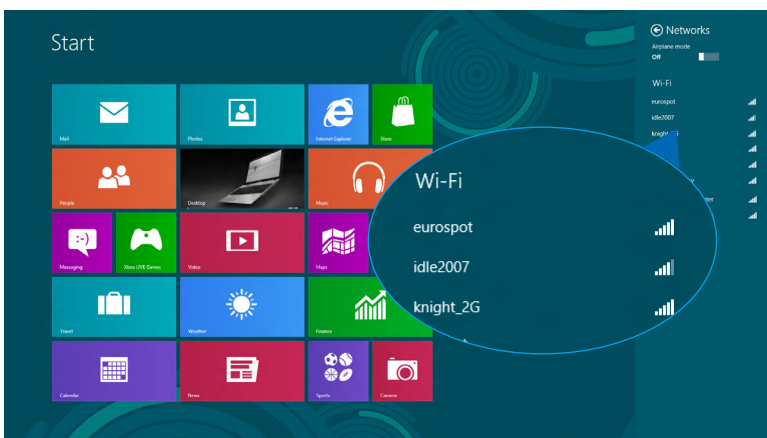 Start
Mail
Photos
Internet Explorer
Store
People
Desktop
Music
Messaging
Xbox LIVE Games
Video
Maps
Travel
Weather
Finance
Calendar
News
Sports
Camera
Networks
Airplane mode
Off
Wi-Fi
eurospot
idle2007
knight_2G
Wi-Fi
eurospot
idle2007
knight_2G